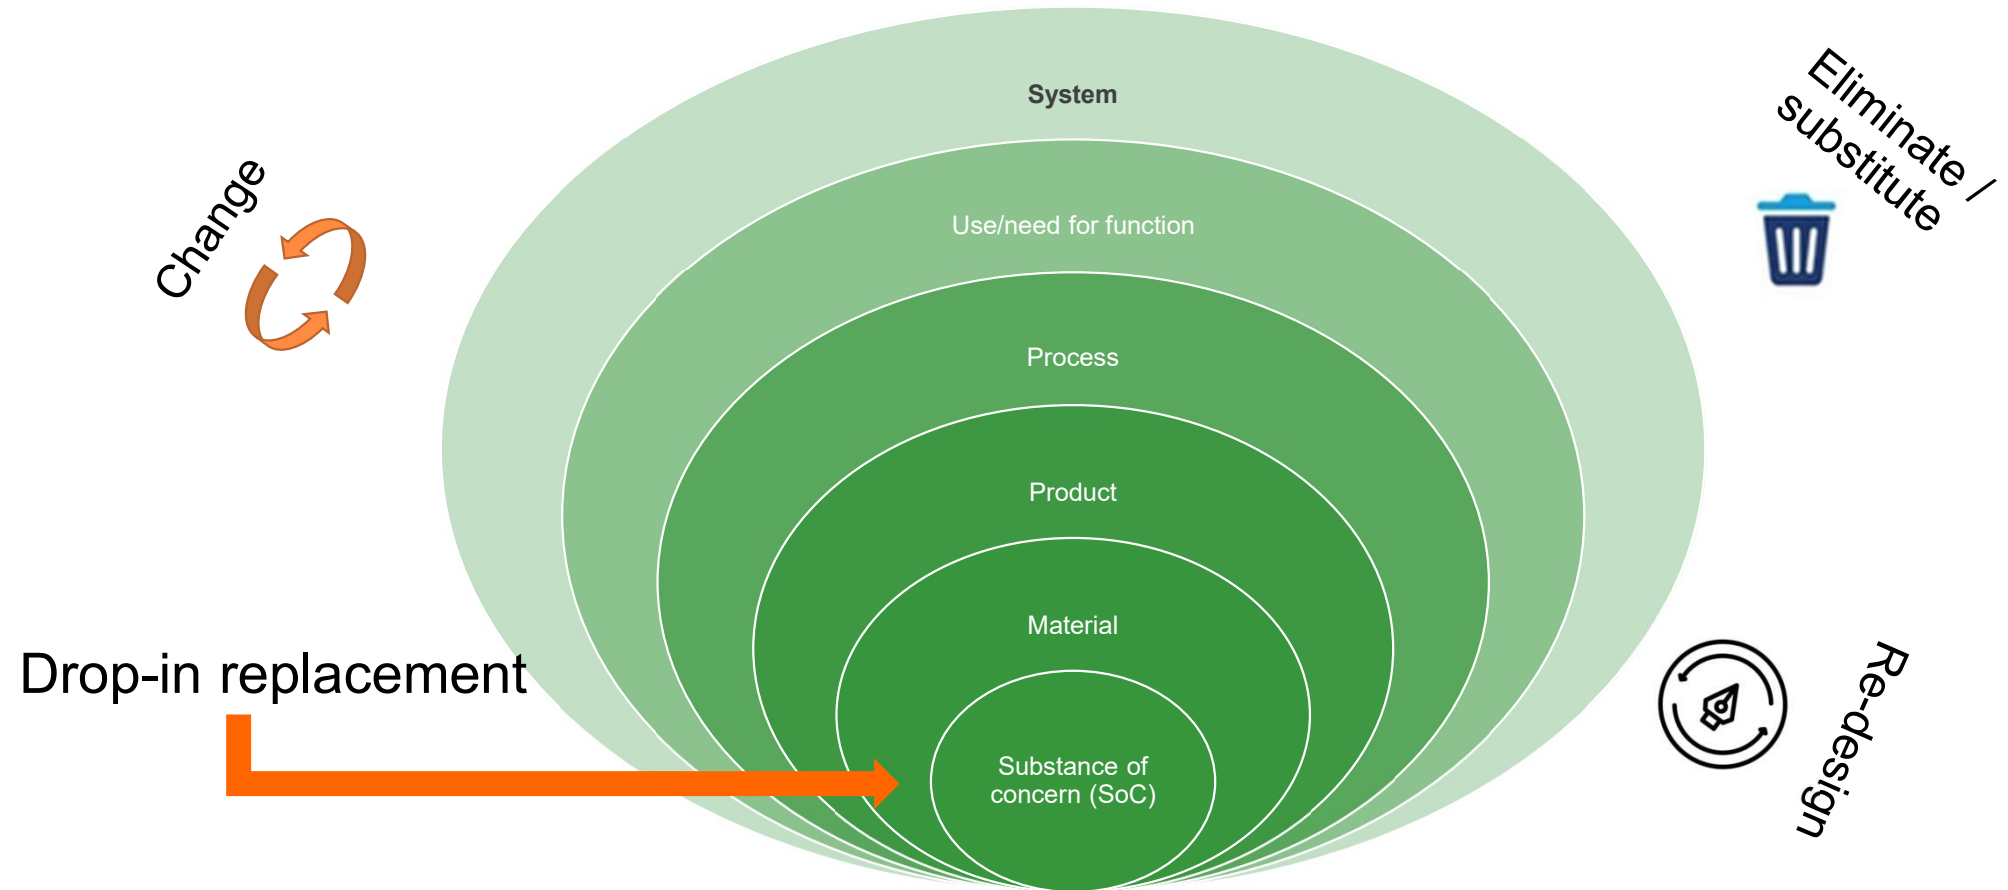 System
Eliminate /
substitute
Change
Use/need for function
Process
Product
Material
Drop-in replacement
Re-design
Substance of
concern (SoC)